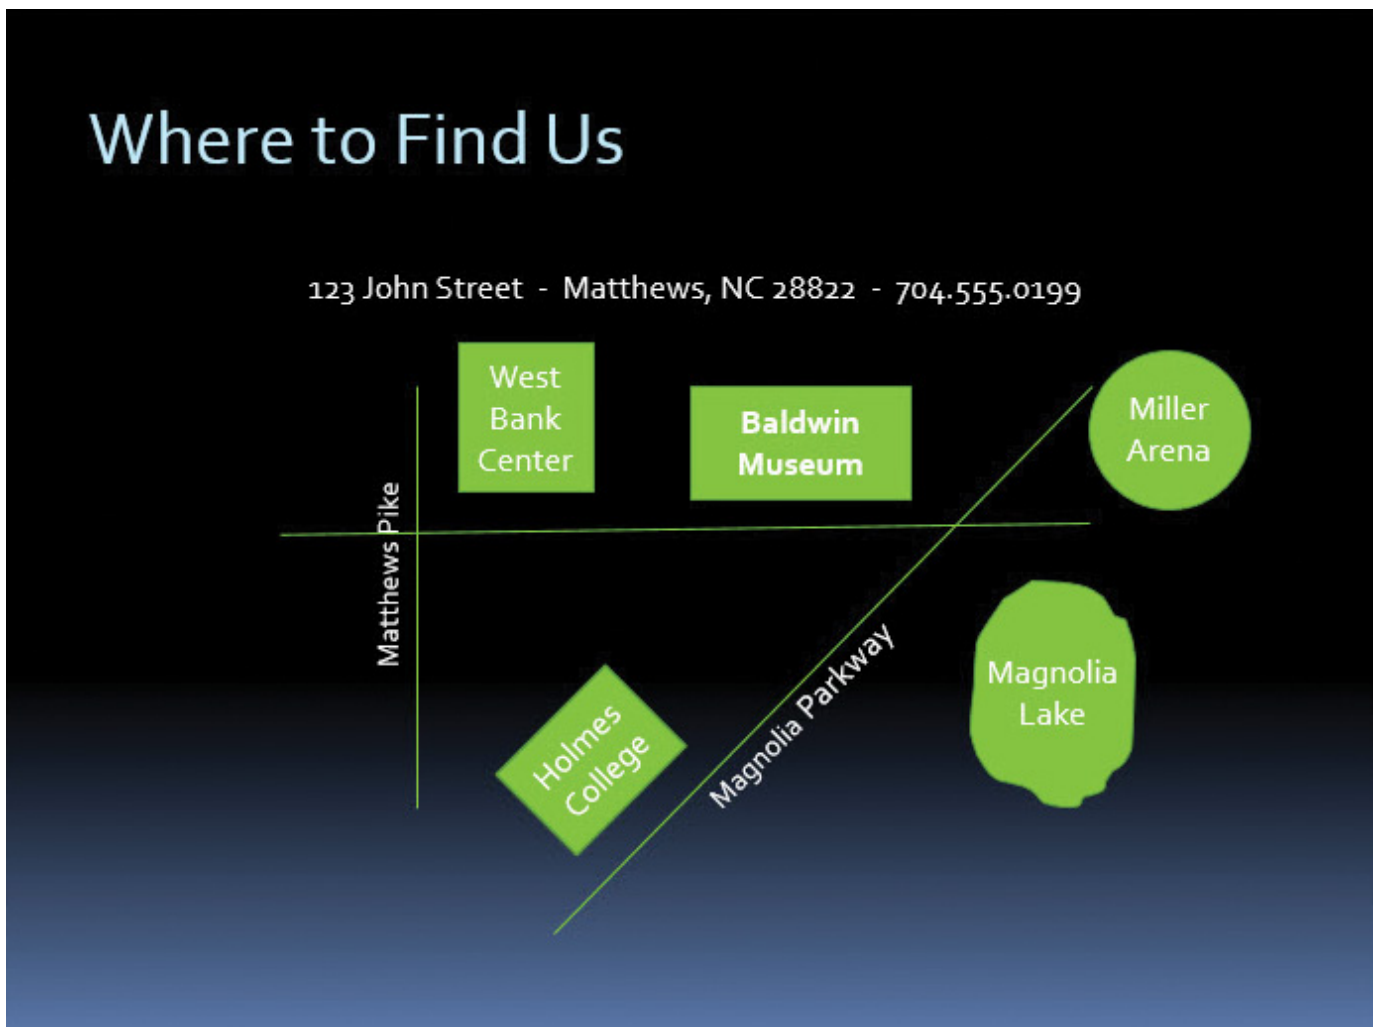 Where to Find Us
123 John Street - Matthews, NC 28822 - 704.555.0199
West
Bank
Center
Baldwin
Museum
Miller
Arena
Matthews Pike
Magnolia Parkway
Magnolia
Lake
Holmes
College